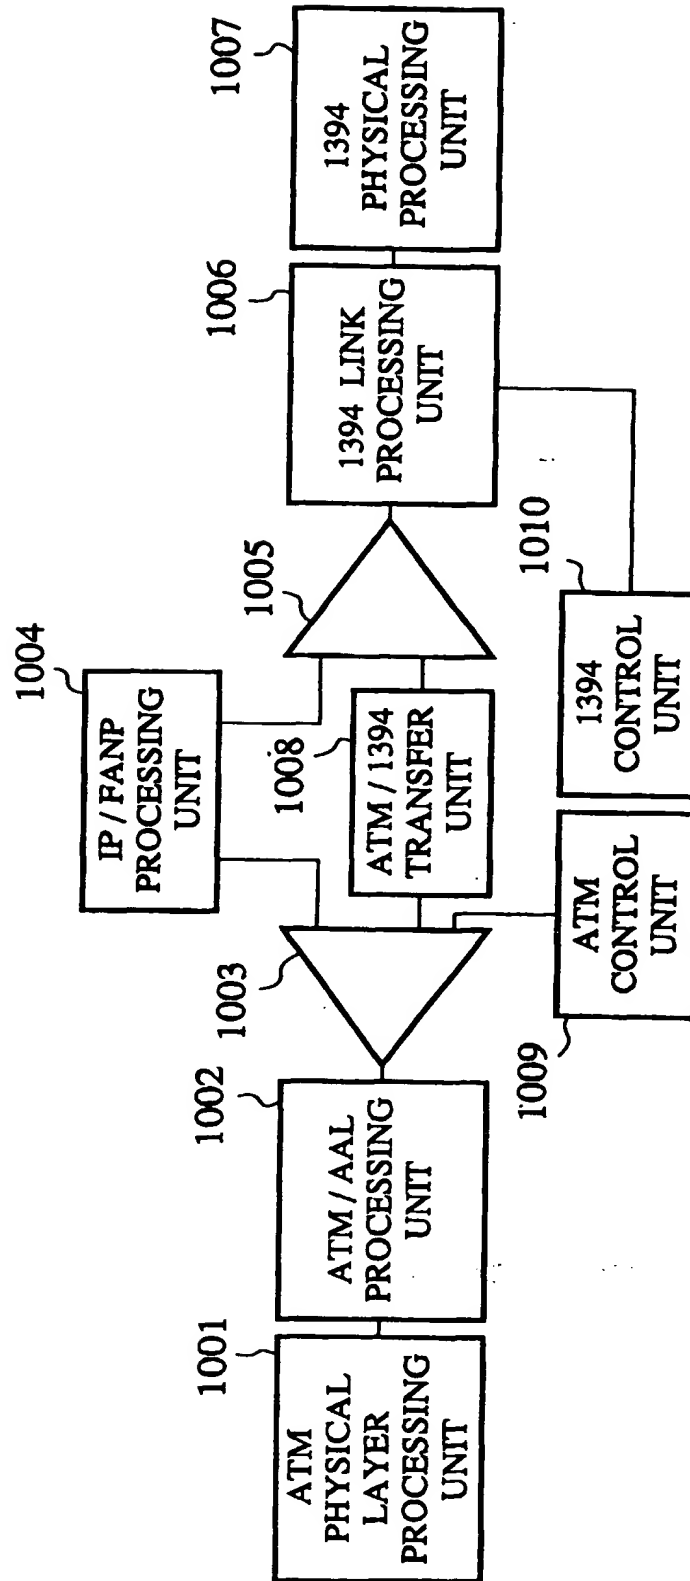 1001
ATM
PHYSICAL
LAYER
PROCESSING
UNIT
1002
ATM / AAL
PROCESSING
UNIT
1003
1004
IP / FANP
PROCESSING
UNIT
1008
ATM / 1394
TRANSFER
UNIT
1005
1006
1394 LINK
PROCESSING
UNIT
1007
1394
PHYSICAL
PROCESSING
UNIT
1009
ATM
CONTROL
UNIT
1010
1394
CONTROL
UNIT